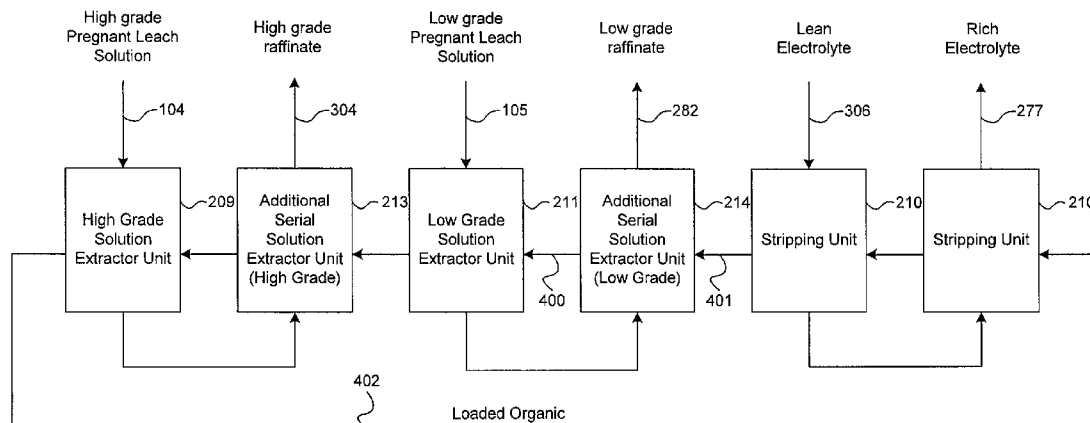 High grade
Pregnant Leach
Solution
High grade
raffinate
Low grade
Pregnant Leach
Solution
Low grade
raffinate
Lean
Electrolyte
Rich
Electrolyte
104
304
105
282
306
277
High Grade
Solution
Extractor Unit
209
Additional
Serial
Solution
Extractor Unit
(High Grade)
213
Low Grade
Solution
Extractor Unit
211
Additional
Serial
Solution
Extractor Unit
(Low Grade)
214
Stripping Unit
210
Stripping Unit
210
400
401
402
Loaded Organic